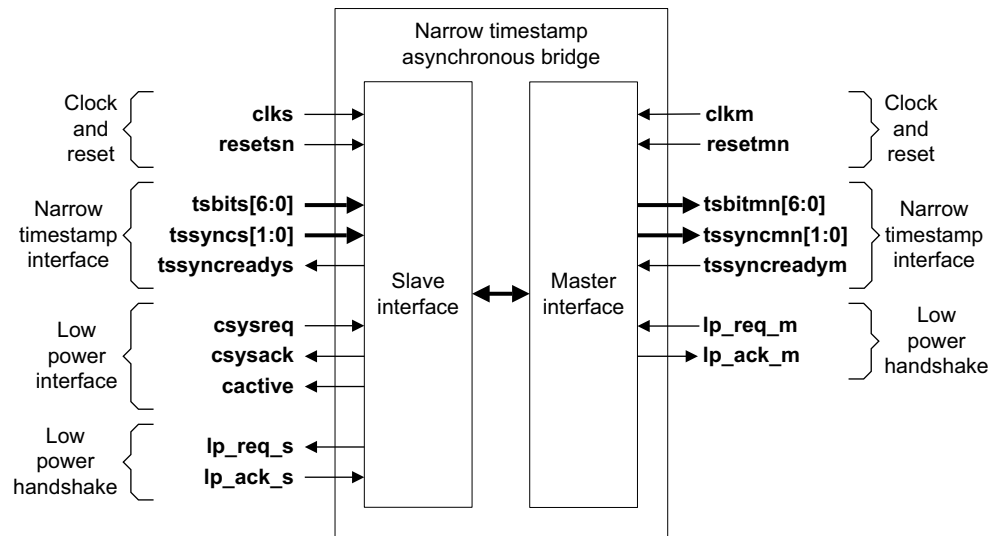 Narrow timestamp
asynchronous bridge
Clock
and
reset
clks
resetsn
Narrow
timestamp
interface
tsbits[6:0]
tssyncs[1:0]
tssyncreadys
Low
power
interface
csysreq
csysack
cactive
Low
power
handshake
lp_req_s
lp_ack_s
Slave
interface
Master
interface
clkm
resetmn
Clock
and
reset
tsbitmn[6:0]
tssyncmn[1:0]
tssyncreadym
Narrow
timestamp
interface
lp_req_m
lp_ack_m
Low
power
handshake